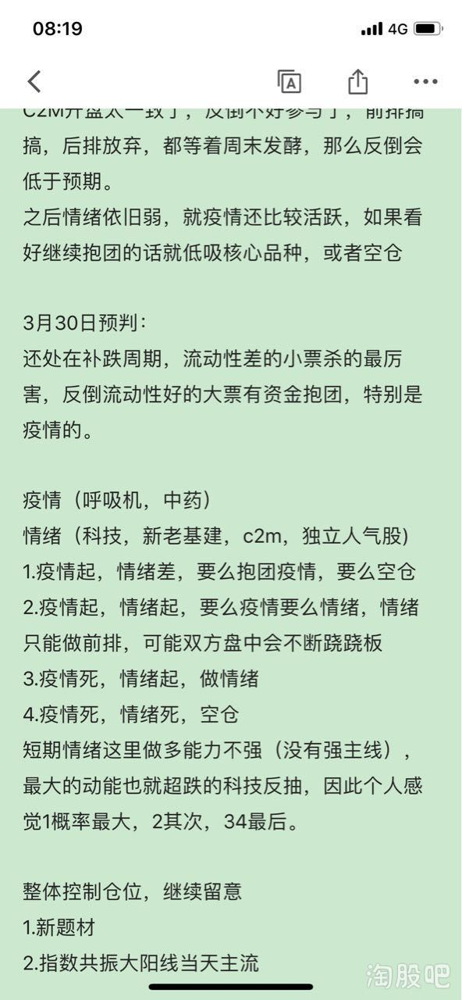 08:19
4G
A
C2M开盘太一致了，反倒不好参与了，前排搞
搞，后排放弃，都等着周末发酵，那么反倒会
低于预期。
之后情绪依旧弱，就疫情还比较活跃，如果看
好继续抱团的话就低吸核心品种，或者空仓
3月30日预判：
还处在补跌周期，流动性差的小票杀的最厉
害，反倒流动性好的大票有资金抱团，特别是
疫情的。
疫情（呼吸机，中药）
情绪（科技，新老基建，c2m，独立人气股)
1.疫情起，情绪差，要么抱团疫情，要么空仓
2.疫情起，情绪起，要么疫情要么情绪，情绪
只能做前排，可能双方盘中会不断跷跷板
3.疫情死，情绪起，做情绪
4.疫情死，情绪死，空仓
短期情绪这里做多能力不强（没有强主线），
最大的动能也就超跌的科技反抽，因此个人感
觉1概率最大，2其次，34最后。
整体控制仓位，继续留意
1.新题材
2.指数共振大阳线当天主流
淘股吧